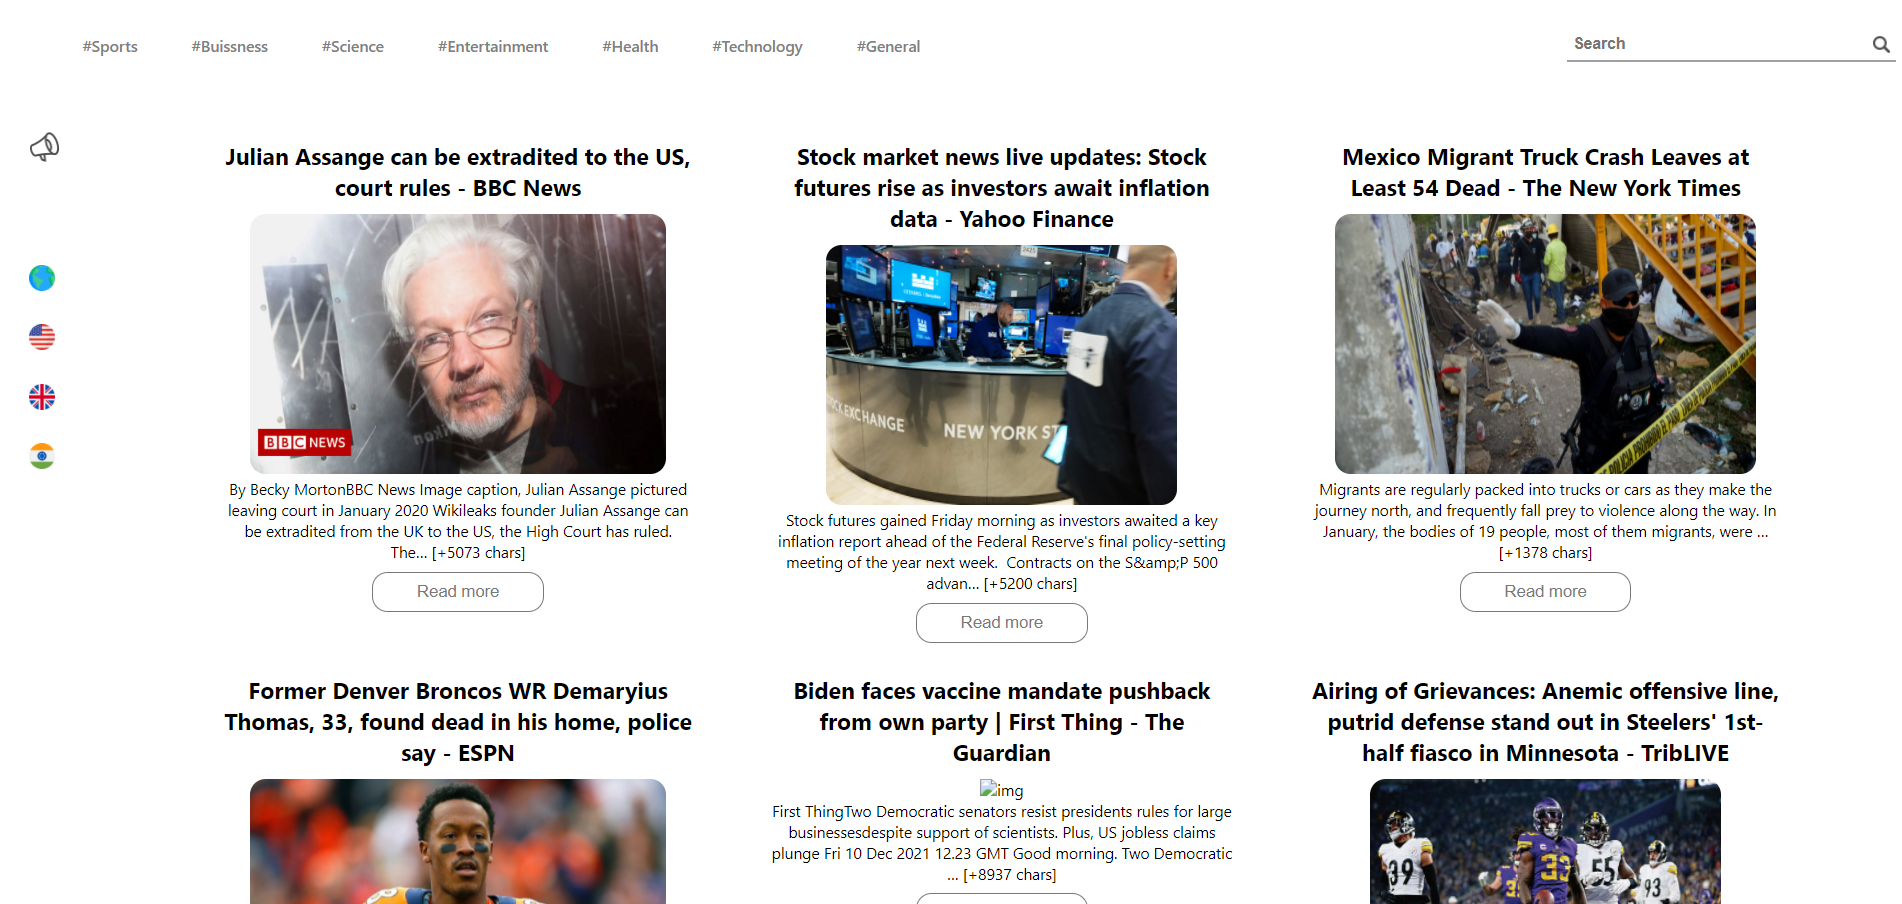 #Sports #Buissness #Science #Entertainment #Health #Technology #General Search
Julian Assange can be extradited to the US,
court rules - BBC News
BBC NEWS
By Becky MortonBBC News Image caption, Julian Assange pictured
leaving court in January 2020 Wikileaks founder Julian Assange can
be extradited from the UK to the US, the High Court has ruled.
The… [+5073 chars]
Read more
Stock market news live updates: Stock
futures rise as investors await inflation
data - Yahoo Finance
OCK EXCHANGE
NEW YORK ST
Stock futures gained Friday morning as investors awaited a key
inflation report ahead of the Federal Reserve's final policy-setting
meeting of the year next week.  Contracts on the S&amp;P 500
advan… [+5200 chars]
Read more
Mexico Migrant Truck Crash Leaves at
Least 54 Dead - The New York Times
Migrants are regularly packed into trucks or cars as they make the
journey north, and frequently fall prey to violence along the way. In
January, the bodies of 19 people, most of them migrants, were …
[+1378 chars]
Read more
Former Denver Broncos WR Demaryius
Thomas, 33, found dead in his home, police
say - ESPN
Biden faces vaccine mandate pushback
from own party | First Thing - The
Guardian
img
First ThingTwo Democratic senators resist presidents rules for large
businessesdespite support of scientists. Plus, US jobless claims
plunge Fri 10 Dec 2021 12.23 GMT Good morning. Two Democratic
… [+8937 chars]
Airing of Grievances: Anemic offensive line,
putrid defense stand out in Steelers' 1st-
half fiasco in Minnesota - TribLIVE
39
33
55
93